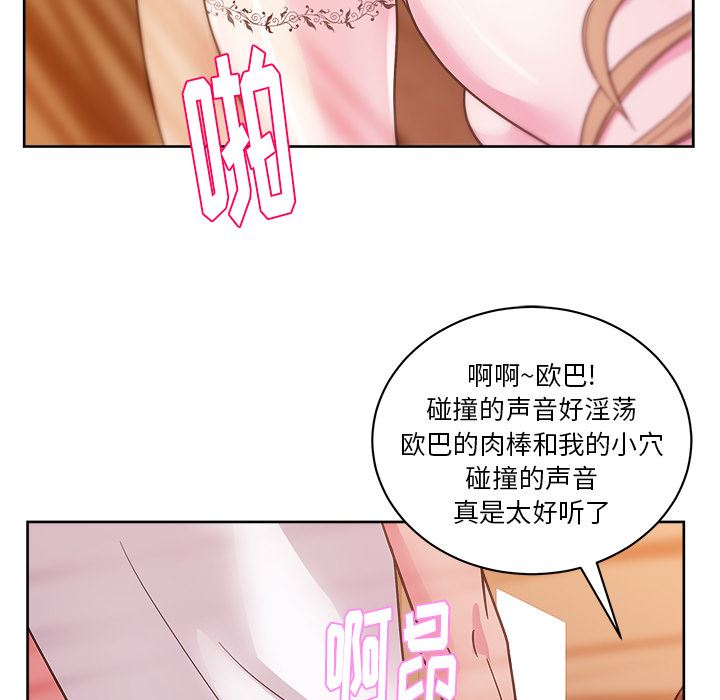 啪
啊啊~欧巴!
碰撞的声音好淫荡
欧巴的肉棒和我的小穴
碰撞的声音
真是太好听了
啊昂